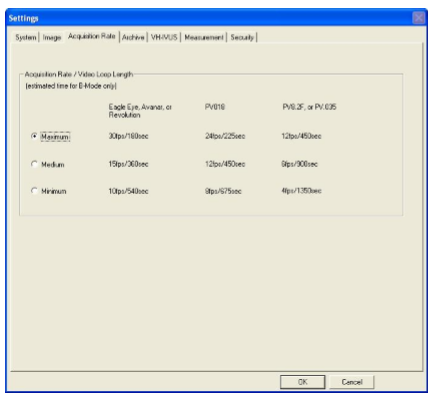 Settings
System Image Acquisition Rate Archive VH-IVUS Measurement Security
Acquisition Rate / Video Loop Length
(estimated time for B-Mode only)
Eagle Eye, Avanar, or Revolution PV018 PV8.2F, or PV.035
Maximum 30fps/180sec 24fps/225sec 12fps/450sec
Medium 15fps/360sec 12fps/450sec 6fps/900sec
Minimum 10fps/540sec 8fps/675sec 4fps/1350sec
OK Cancel